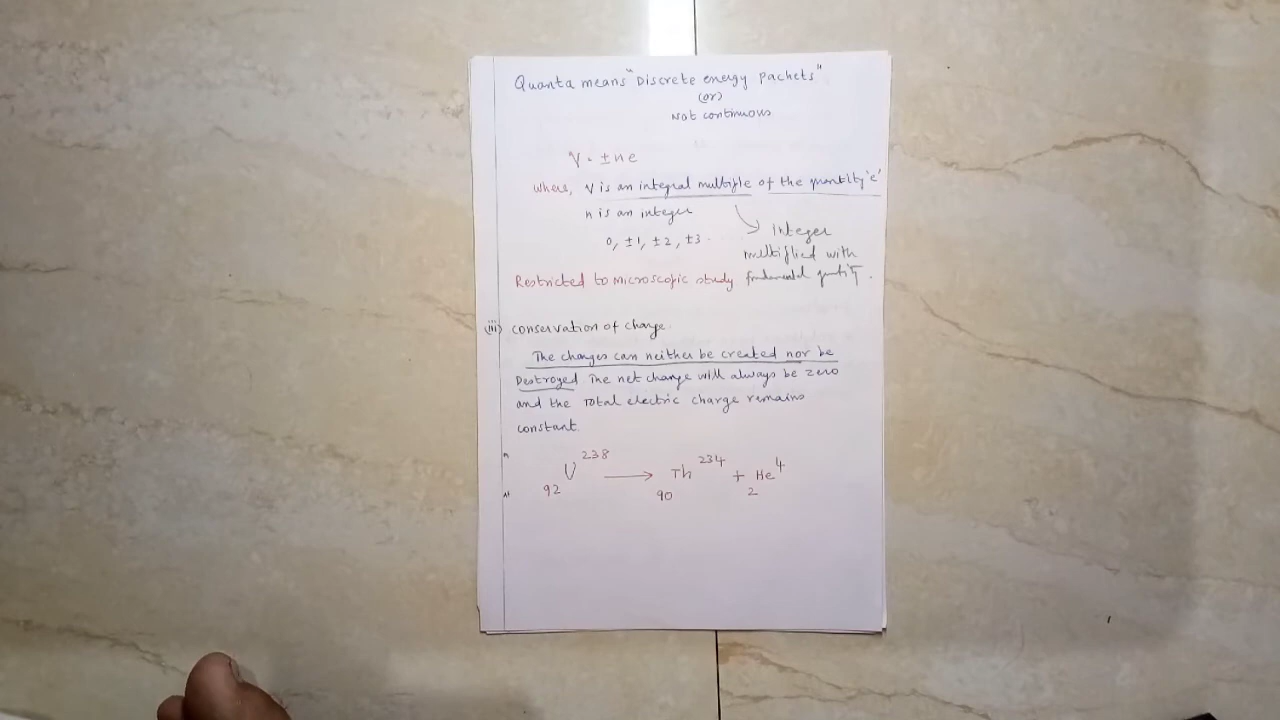 Quanta means "Discrete energy packets"
(or)
Not continuous
γ = ±ne
where, γ is an integral multiple of the quantity 'e'
n is an integer
0, ±1, ±2, ±3.
Integer
multiplied with
fundamental quantity.
Restricted to Microscopic study
(iii) conservation of charge.
The charges can neither be created nor be
Destroyed The net charge will always be zero
and the Total electric charge remains
constant.
92 U 238 → 90 Th 234 + 2 He 4